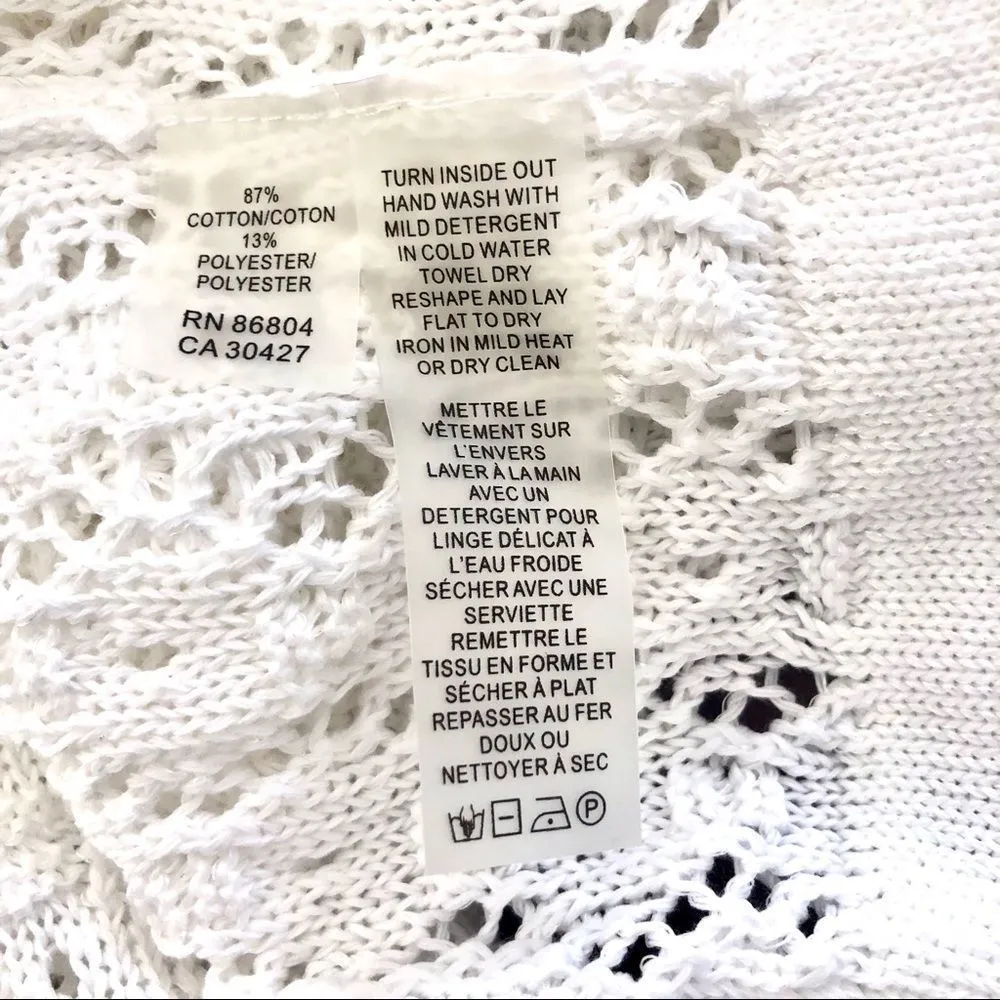 87%
COTTON/COTON
13%
POLYESTER/
POLYESTER
RN 86804
CA 30427
TURN INSIDE OUT
HAND WASH WITH
MILD DETERGENT
IN COLD WATER
TOWEL DRY
RESHAPE AND LAY
FLAT TO DRY
IRON IN MILD HEAT
OR DRY CLEAN
METTRE LE
VÊTEMENT SUR
L'ENVERS
LAVER À LA MAIN
AVEC UN
DETERGENT POUR
LINGE DÉLICAT À
L'EAU FROIDE
SÉCHER AVEC UNE
SERVIETTE
REMETTRE LE
TISSU EN FORME ET
SÉCHER À PLAT
REPASSER AU FER
DOUX OU
NETTOYER À SEC
P